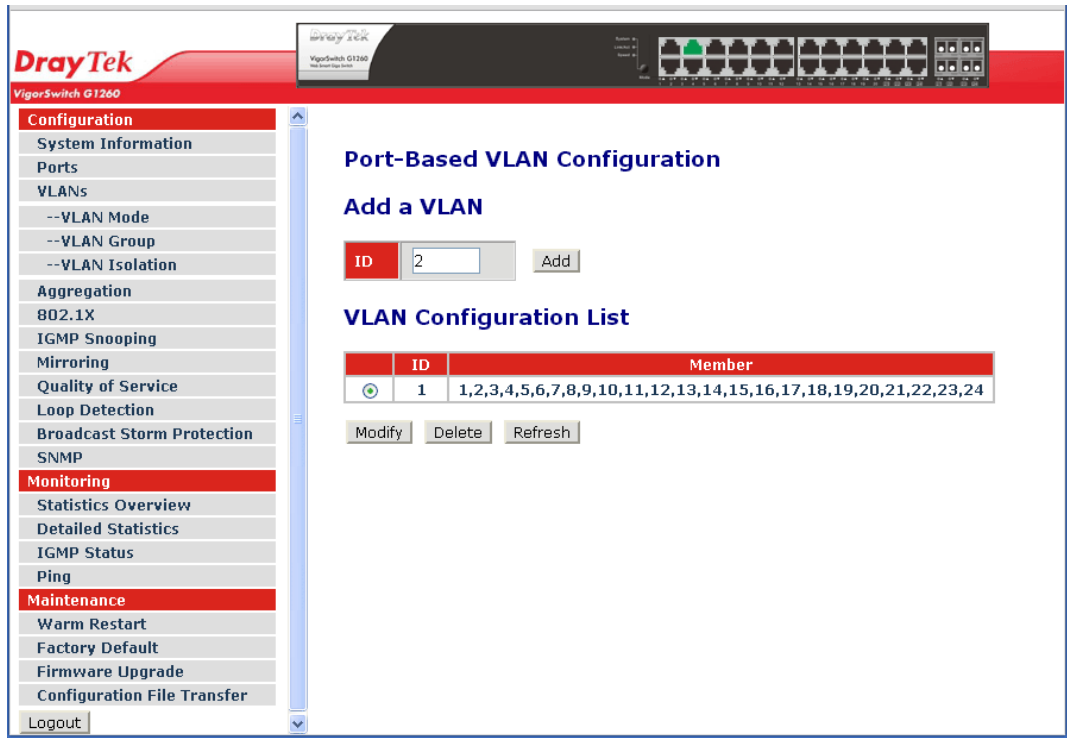 DrayTek
VigorSwitch G1260
DrayTek
VigorSwitch G1260
Configuration
System Information
Ports
VLANs
--VLAN Mode
--VLAN Group
--VLAN Isolation
Aggregation
802.1X
IGMP Snooping
Mirroring
Quality of Service
Loop Detection
Broadcast Storm Protection
SNMP
Monitoring
Statistics Overview
Detailed Statistics
IGMP Status
Ping
Maintenance
Warm Restart
Factory Default
Firmware Upgrade
Configuration File Transfer
Logout
Port-Based VLAN Configuration
Add a VLAN
ID 2 Add
VLAN Configuration List
ID Member
1 1,2,3,4,5,6,7,8,9,10,11,12,13,14,15,16,17,18,19,20,21,22,23,24
Modify Delete Refresh